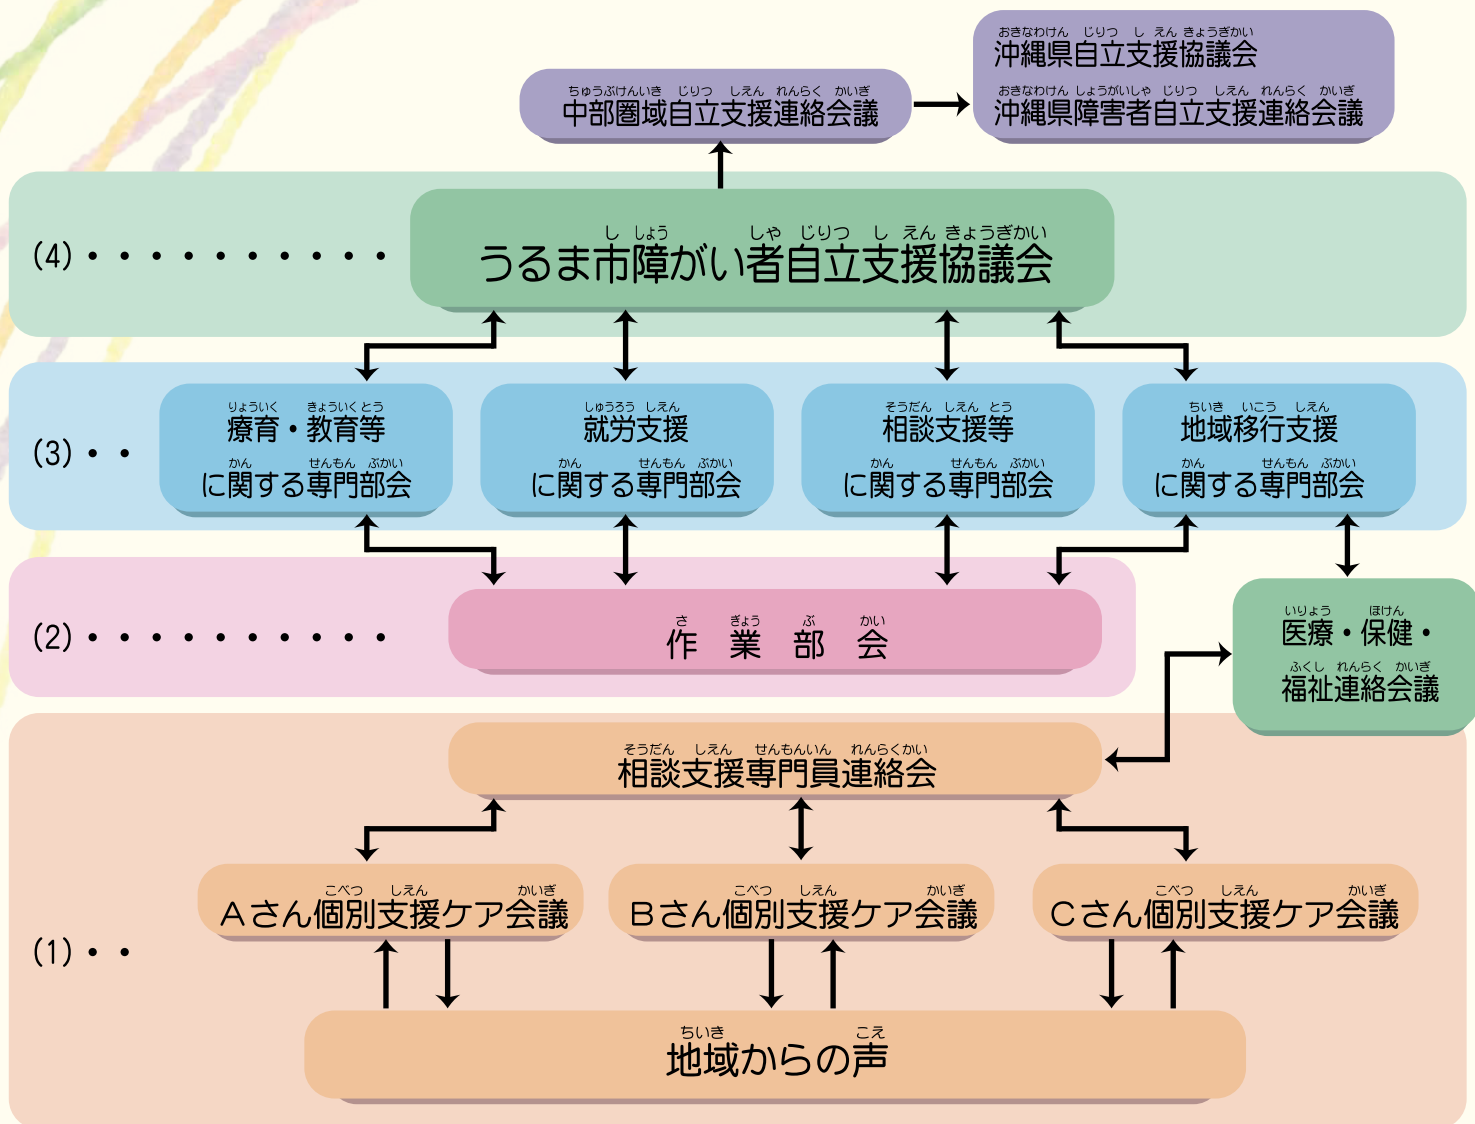 おきなわけん じりつ し えん きょうぎかい
沖縄県自立支援協議会
おきなわけん しょうがいしゃ じりつ しえん れんらく かいぎ
沖縄県障害者自立支援連絡会議
ちゅうぶけんいき じりつ しえん れんらく かいぎ
中部圏域自立支援連絡会議
(4)・・・・・・・・・・
し しょう しゃ じりつ し えん きょうぎかい
うるま市障がい者自立支援協議会
(3)・・
りょういく きょういく とう
療育・教育等
かん せんもん ぶかい
に関する専門部会
しゅうろう しえん
就労支援
かん せんもん ぶかい
に関する専門部会
そうだん しえん とう
相談支援等
かん せんもん ぶかい
に関する専門部会
ちいき いこう しえん
地域移行支援
かん せんもん ぶかい
に関する専門部会
(2)・・・・・・・・・・
さ ぎょう ぶ かい
作業部会
いりょう ほけん
医療・保健・
ふくし れんらく かいぎ
福祉連絡会議
(1)・・
そうだん しえん せんもんいん れんらくかい
相談支援専門員連絡会
こべつ しえん かいぎ
Aさん個別支援ケア会議
こべつ しえん かいぎ
Bさん個別支援ケア会議
こべつ しえん かいぎ
Cさん個別支援ケア会議
ちいき こえ
地域からの声